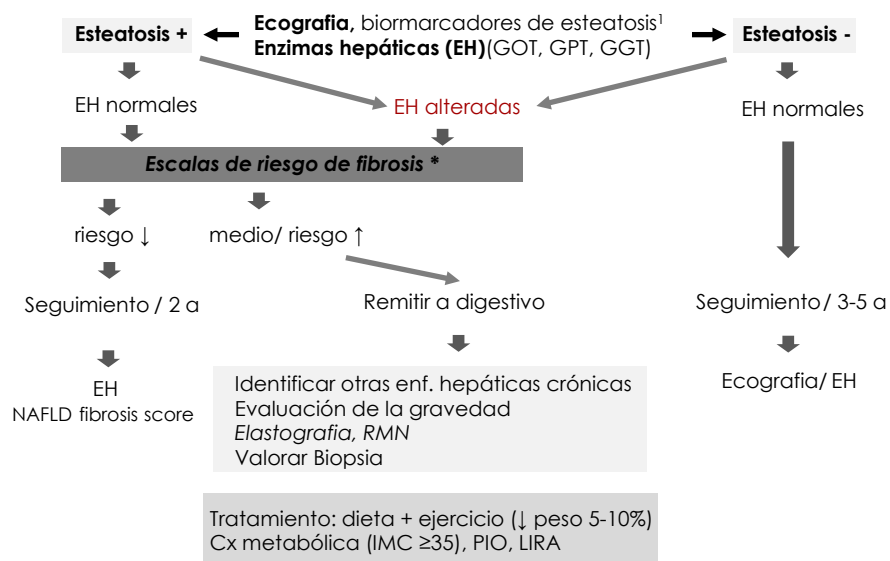 Ecografia, biomarcadores de esteatosis¹
Enzimas hepáticas (EH)(GOT, GPT, GGT)
Esteatosis +
Esteatosis -
EH normales
EH alteradas
EH normales
Escalas de riesgo de fibrosis *
riesgo ↓
medio/ riesgo ↑
Seguimiento / 2 a
Remitir a digestivo
Seguimiento / 3-5 a
EH
NAFLD fibrosis score
Identificar otras enf. hepáticas crónicas
Evaluación de la gravedad
Elastografia, RMN
Valorar Biopsia
Ecografia/ EH
Tratamiento: dieta + ejercicio (↓ peso 5-10%)
Cx metabólica (IMC ≥35), PIO, LIRA